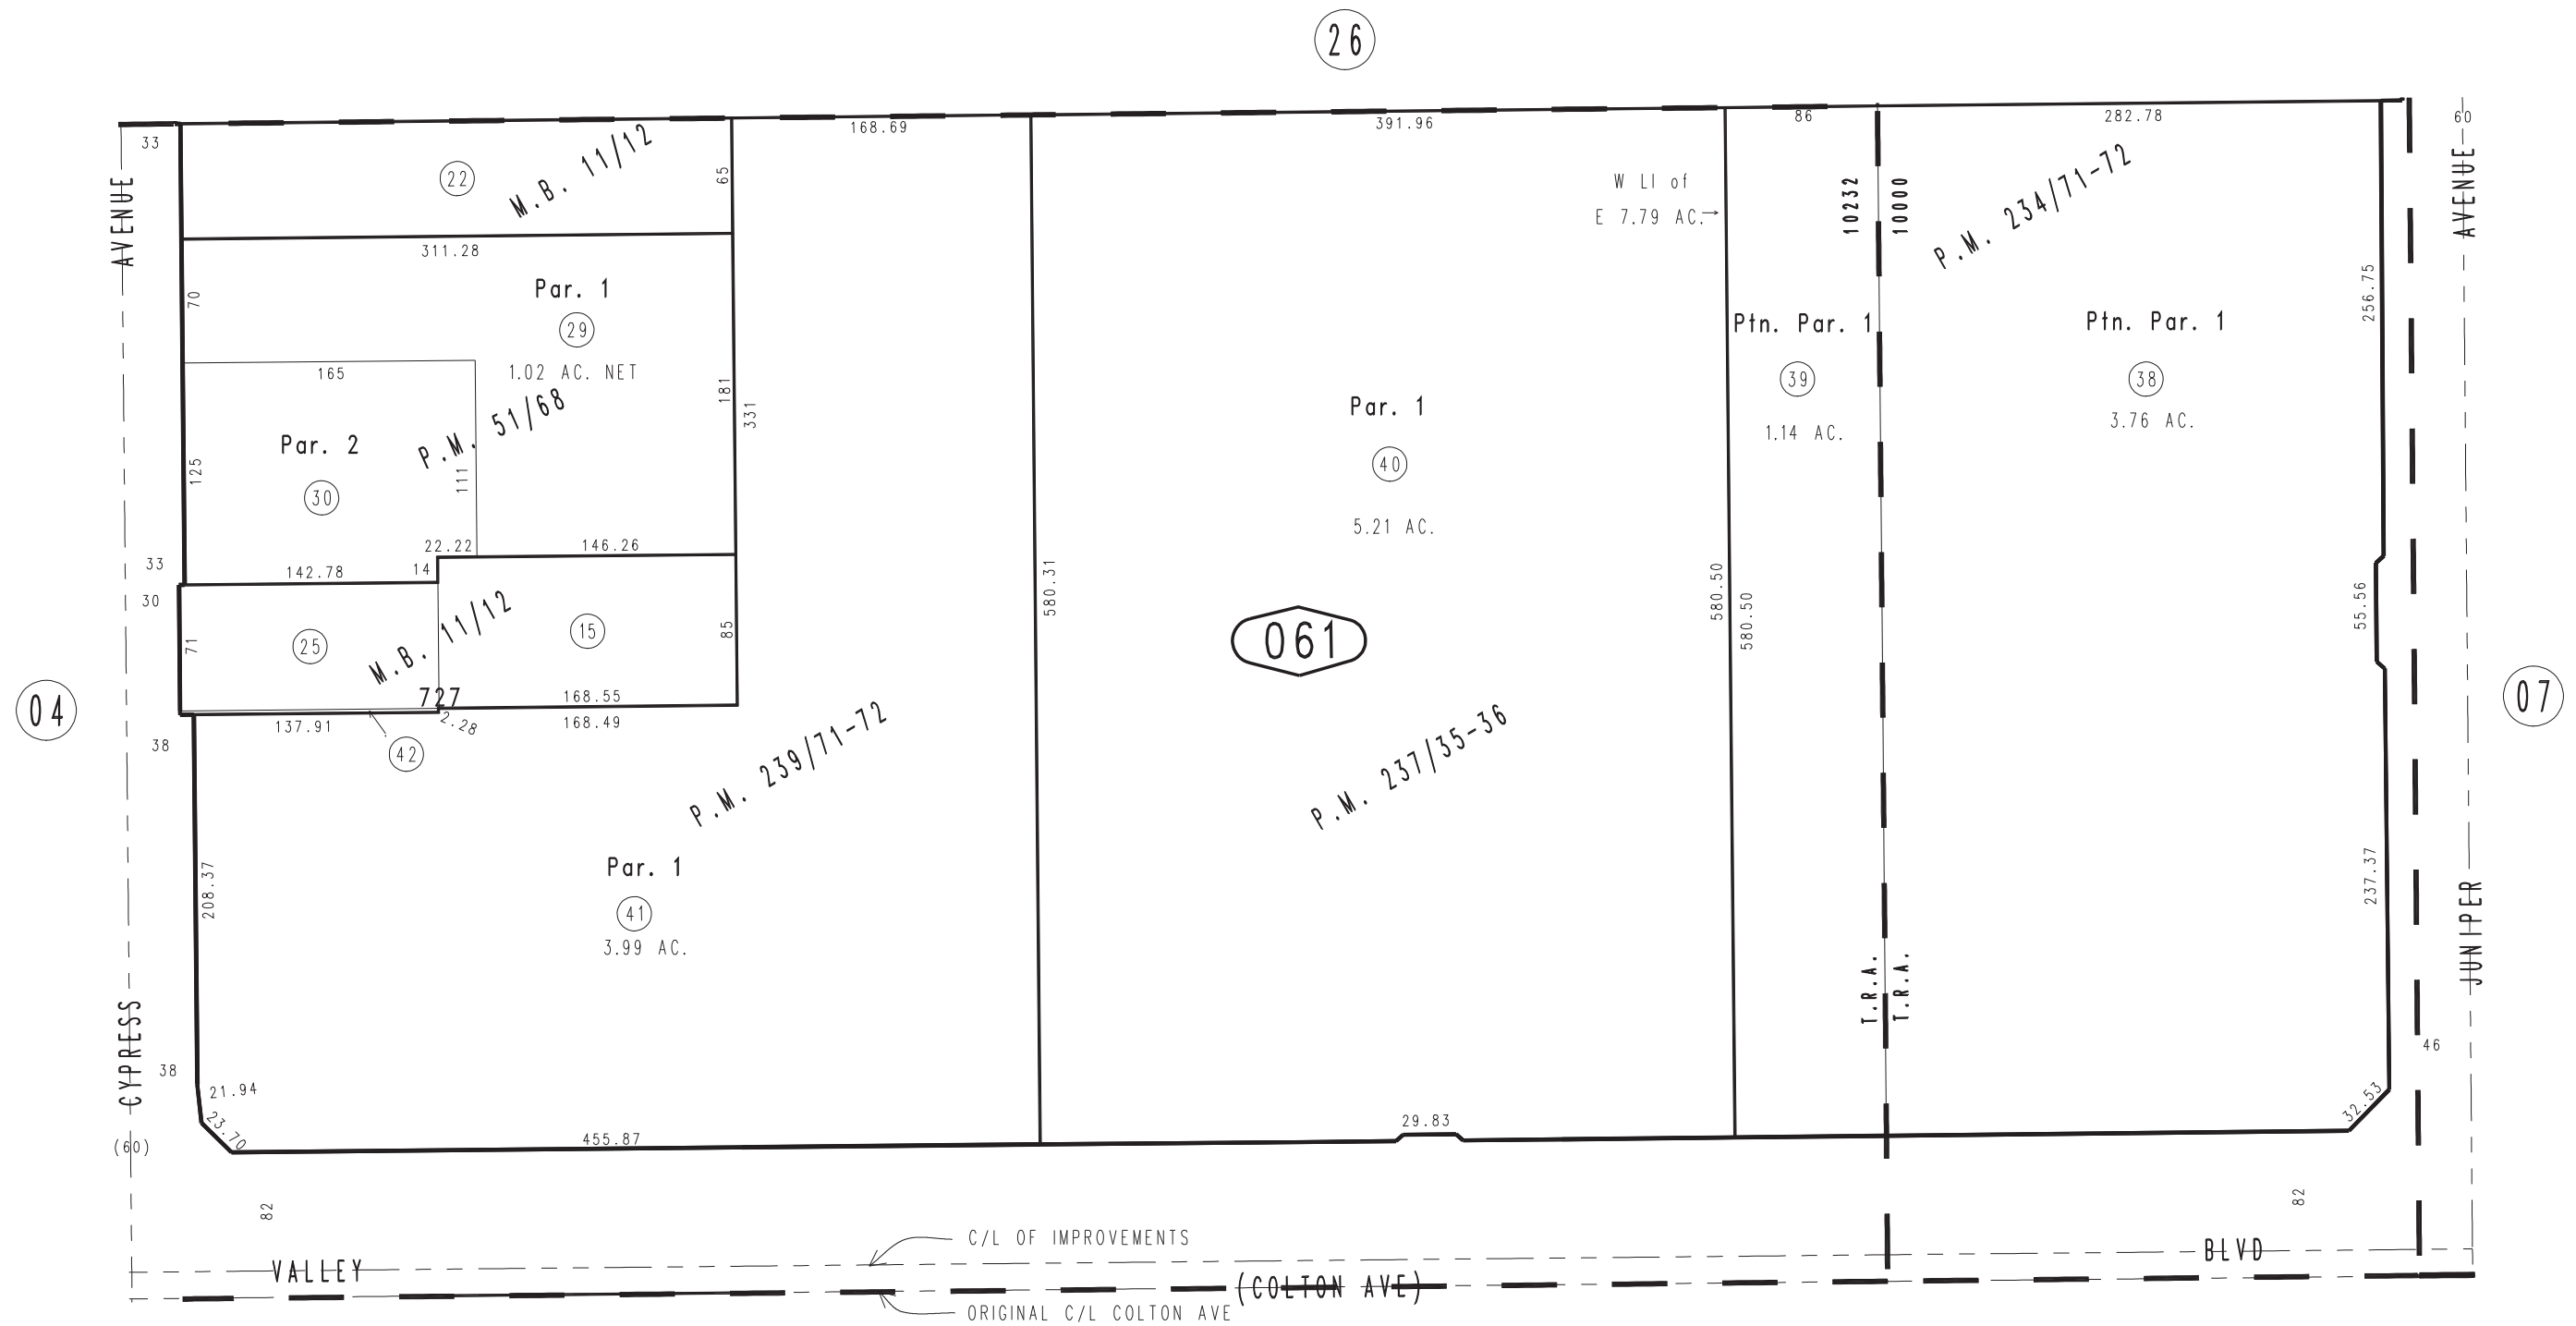 26
33
168.69
391.96
86
282.78
60
AVENUE
22
M.B. 11/12
65
W LI of
E 7.79 AC.
10232
10000
P.M. 234/71-72
AVENUE
311.28
70
Par. 1
29
1.02 AC. NET
256.75
Ptn. Par. 1
39
1.14 AC.
Ptn. Par. 1
38
3.76 AC.
165
P.M. 51/68
181
331
Par. 1
40
5.21 AC.
Par. 2
30
125
111
22.22
146.26
142.78
14
33
30
580.31
580.50
580.50
55.56
71
25
M.B. 11/12
15
85
061
04
727
168.55
137.91
2.28
168.49
42
38
07
P.M. 239/71-72
P.M. 237/35-36
208.37
Par. 1
41
3.99 AC.
237.37
JUNIPER
T.R.A.
T.R.A.
CYPRESS
38
21.94
23.70
46
32.53
29.83
455.87
(60)
82
82
C/L OF IMPROVEMENTS
VALLEY
BLVD
(COLTON AVE)
ORIGINAL C/L COLTON AVE